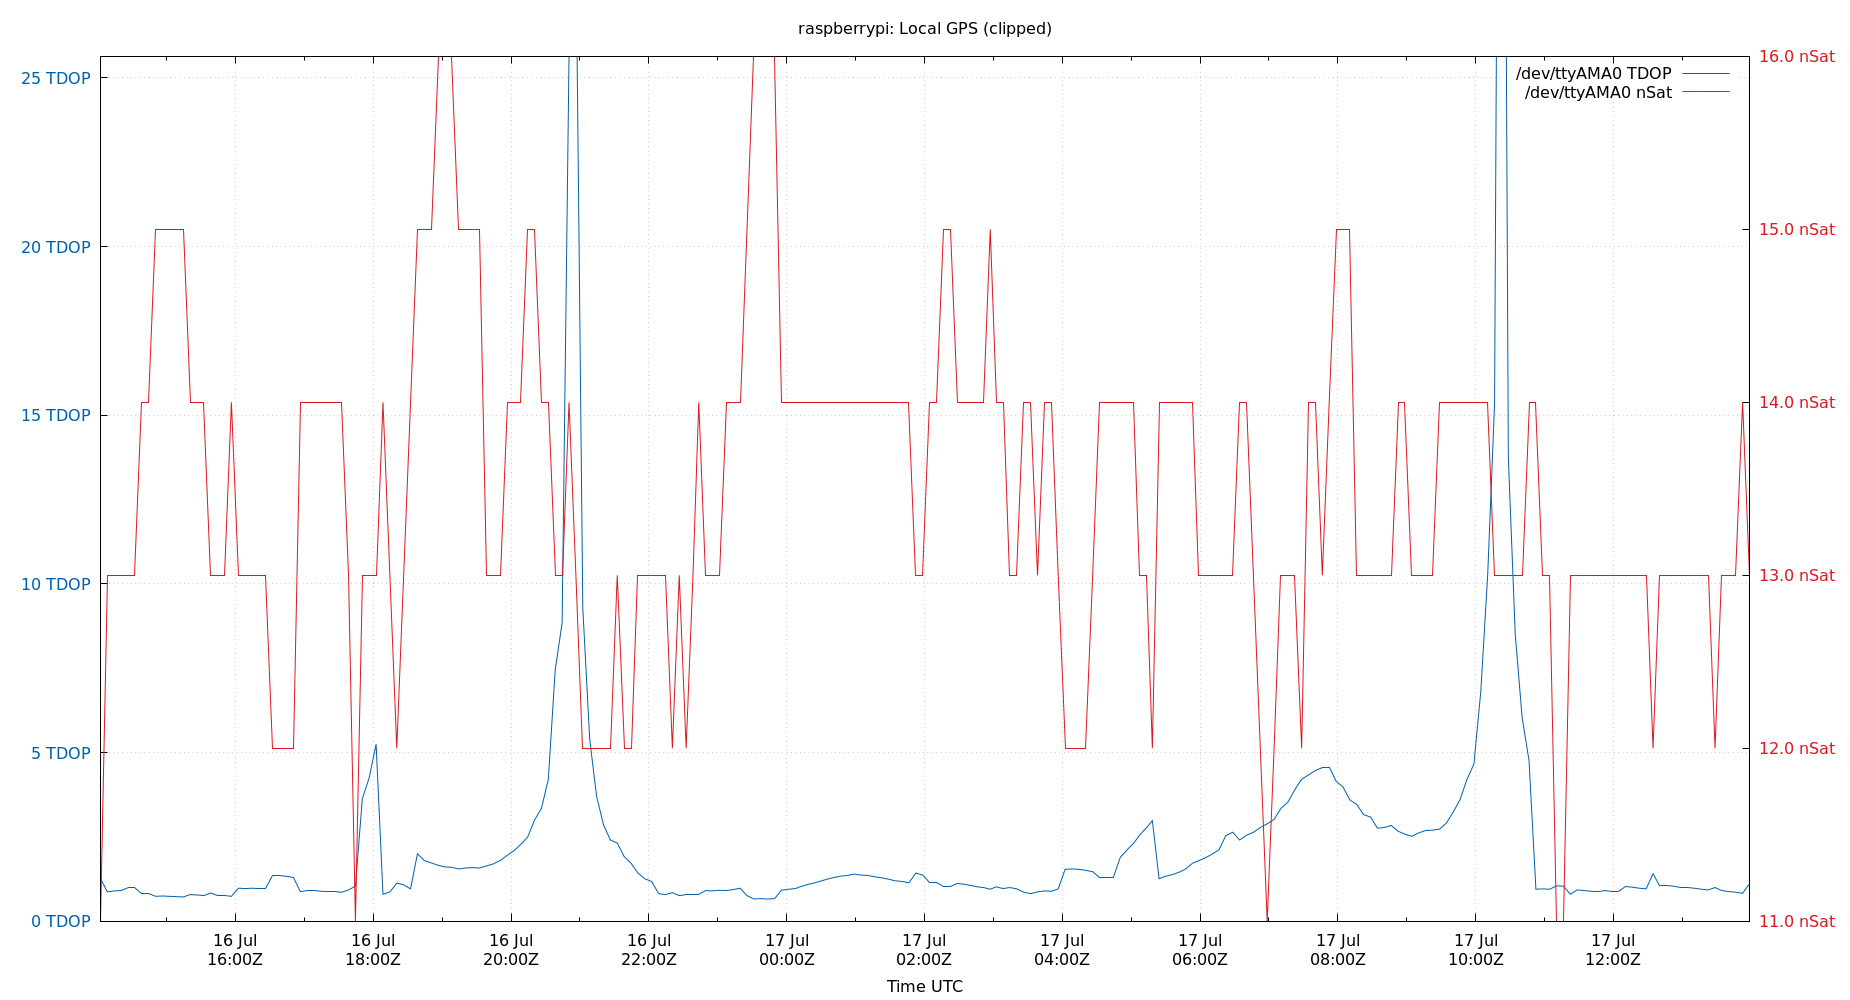 raspberrypi: Local GPS (clipped)
25 TDOP
20 TDOP
15 TDOP
10 TDOP
5 TDOP
0 TDOP
16.0 nSat
15.0 nSat
14.0 nSat
13.0 nSat
12.0 nSat
11.0 nSat
/dev/ttyAMA0 TDOP
/dev/ttyAMA0 nSat
16 Jul
16:00Z
16 Jul
18:00Z
16 Jul
20:00Z
16 Jul
22:00Z
17 Jul
00:00Z
17 Jul
02:00Z
17 Jul
04:00Z
17 Jul
06:00Z
17 Jul
08:00Z
17 Jul
10:00Z
17 Jul
12:00Z
Time UTC